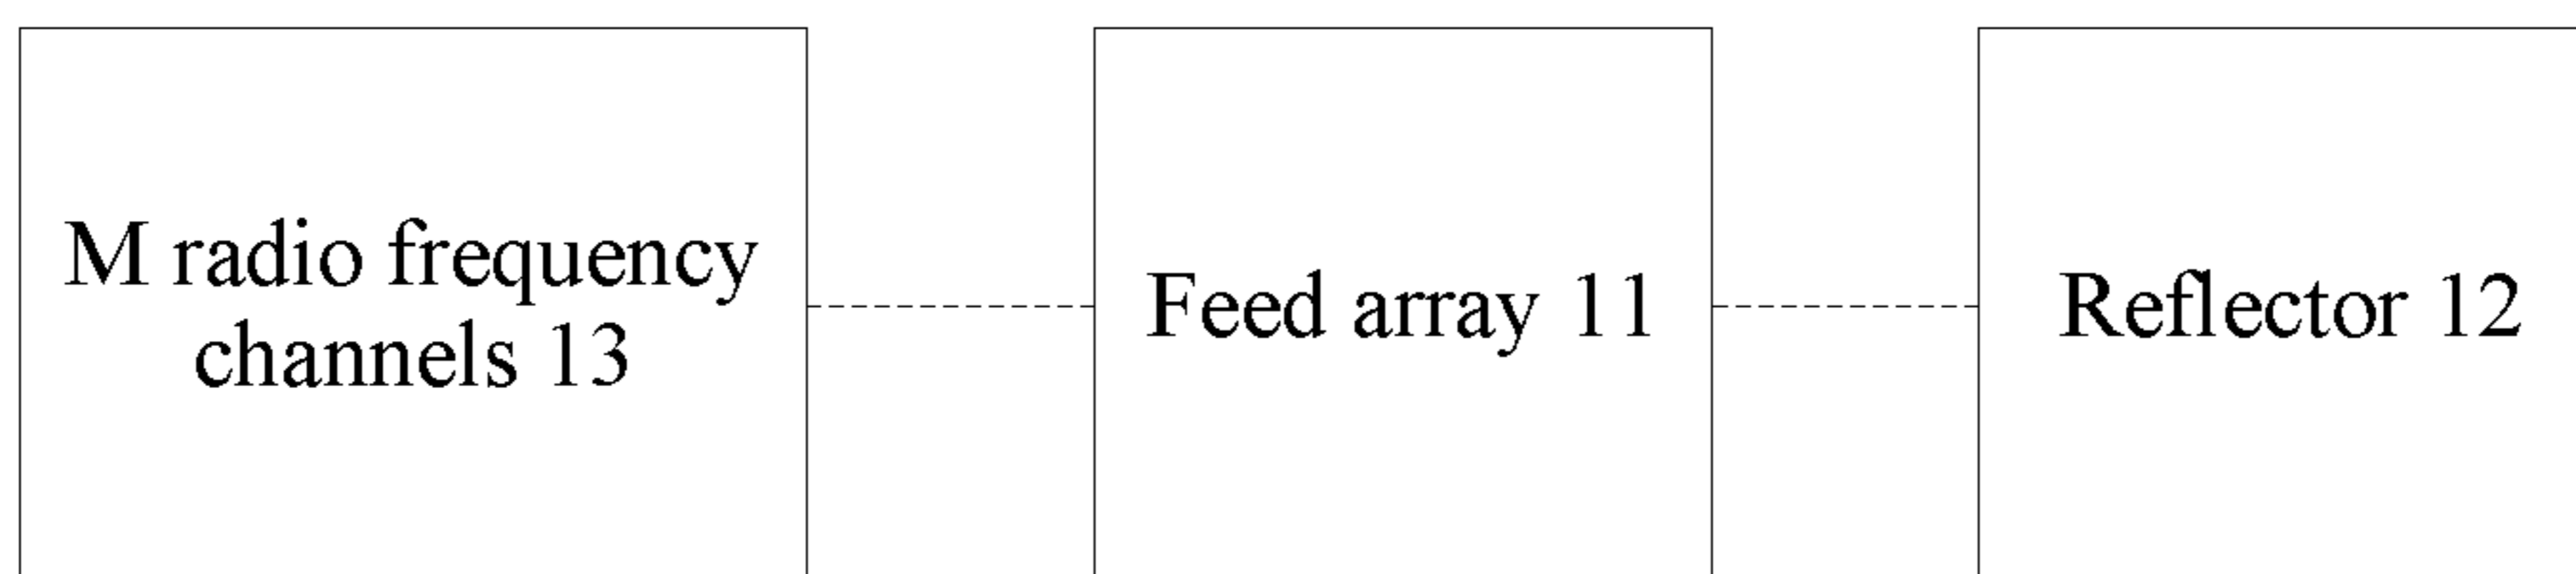 M radio frequency
channels 13
Feed array 11
Reflector 12